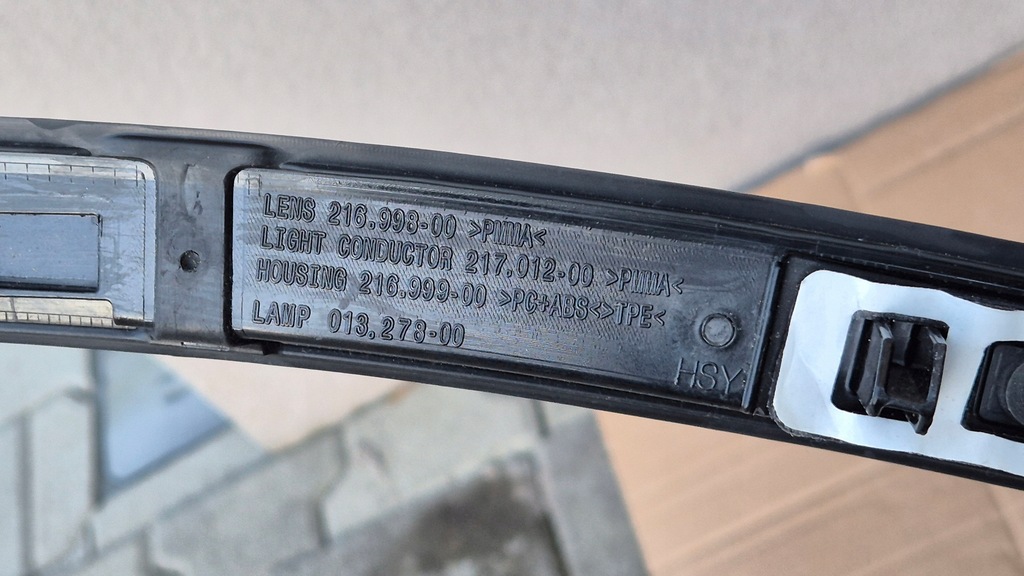 LENS 216.998-00 >PMMA<
LIGHT CONDUCTOR 217.012-00 >PMMA<
HOUSING 216.999-00 >PC+ABS<>TPE<
LAMP 013.278-00
HSY